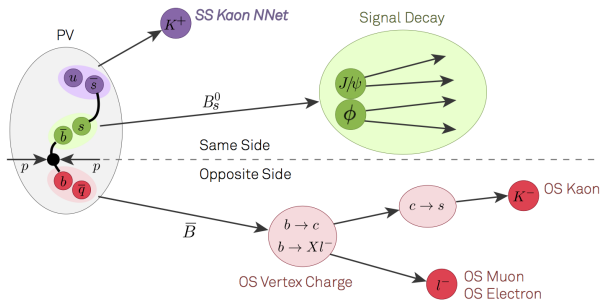 SS Kaon NNet
K⁺
PV
Signal Decay
u
s̅
J/ψ
ϕ
B⁰ₛ
b̅
s
Same Side
p
p
Opposite Side
b
q̅
B̅
b → c
b → Xl⁻
c → s
K⁻
OS Kaon
OS Vertex Charge
l⁻
OS Muon
OS Electron